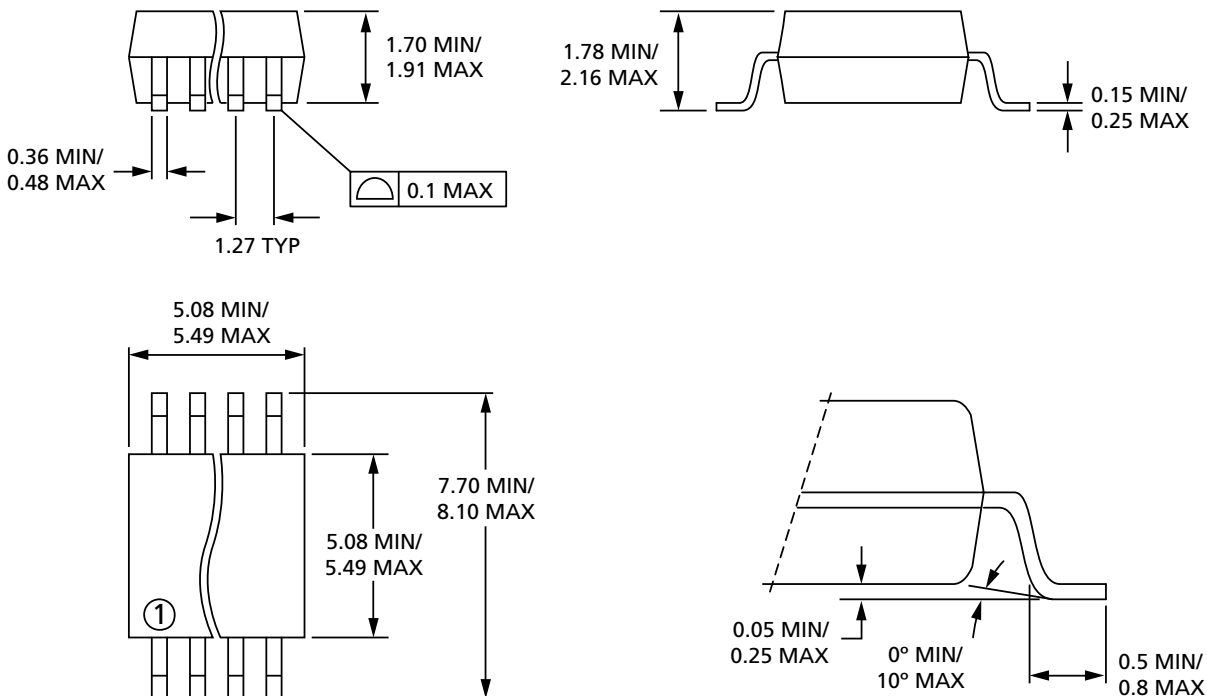 1.70 MIN/
1.91 MAX
1.78 MIN/
2.16 MAX
0.15 MIN/
0.25 MAX
0.36 MIN/
0.48 MAX
0.1 MAX
1.27 TYP
5.08 MIN/
5.49 MAX
7.70 MIN/
8.10 MAX
5.08 MIN/
5.49 MAX
1
0.05 MIN/
0.25 MAX
0º MIN/
10º MAX
0.5 MIN/
0.8 MAX